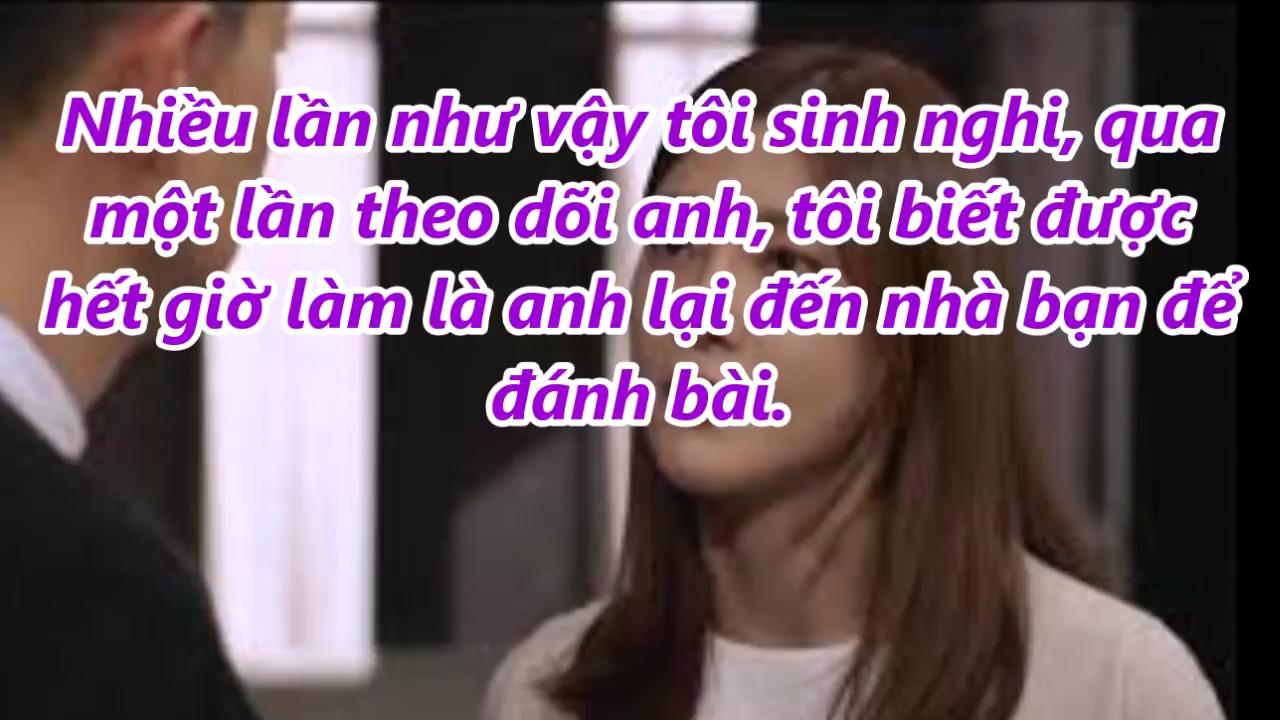 Nhiều lần như vậy tôi sinh nghi, qua
một lần theo dõi anh, tôi biết được
hết giờ làm là anh lại đến nhà bạn để
đánh bài.